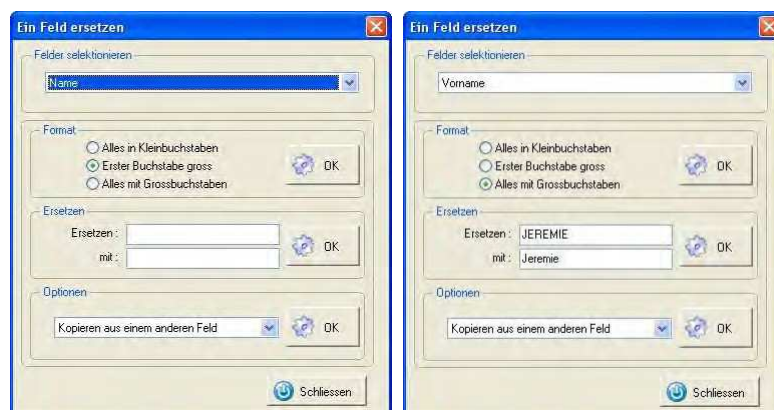 Ein Feld ersetzen
Felder selektionieren
Name
Format
Alles in Kleinbuchstaben
Erster Buchstabe gross
Alles mit Grossbuchstaben
OK
Ersetzen
Ersetzen :
mit :
OK
Optionen
Kopieren aus einem anderen Feld
OK
Schliessen
Ein Feld ersetzen
Felder selektionieren
Vorname
Format
Alles in Kleinbuchstaben
Erster Buchstabe gross
Alles mit Grossbuchstaben
OK
Ersetzen
Ersetzen : JEREMIE
mit : Jeremie
OK
Optionen
Kopieren aus einem anderen Feld
OK
Schliessen